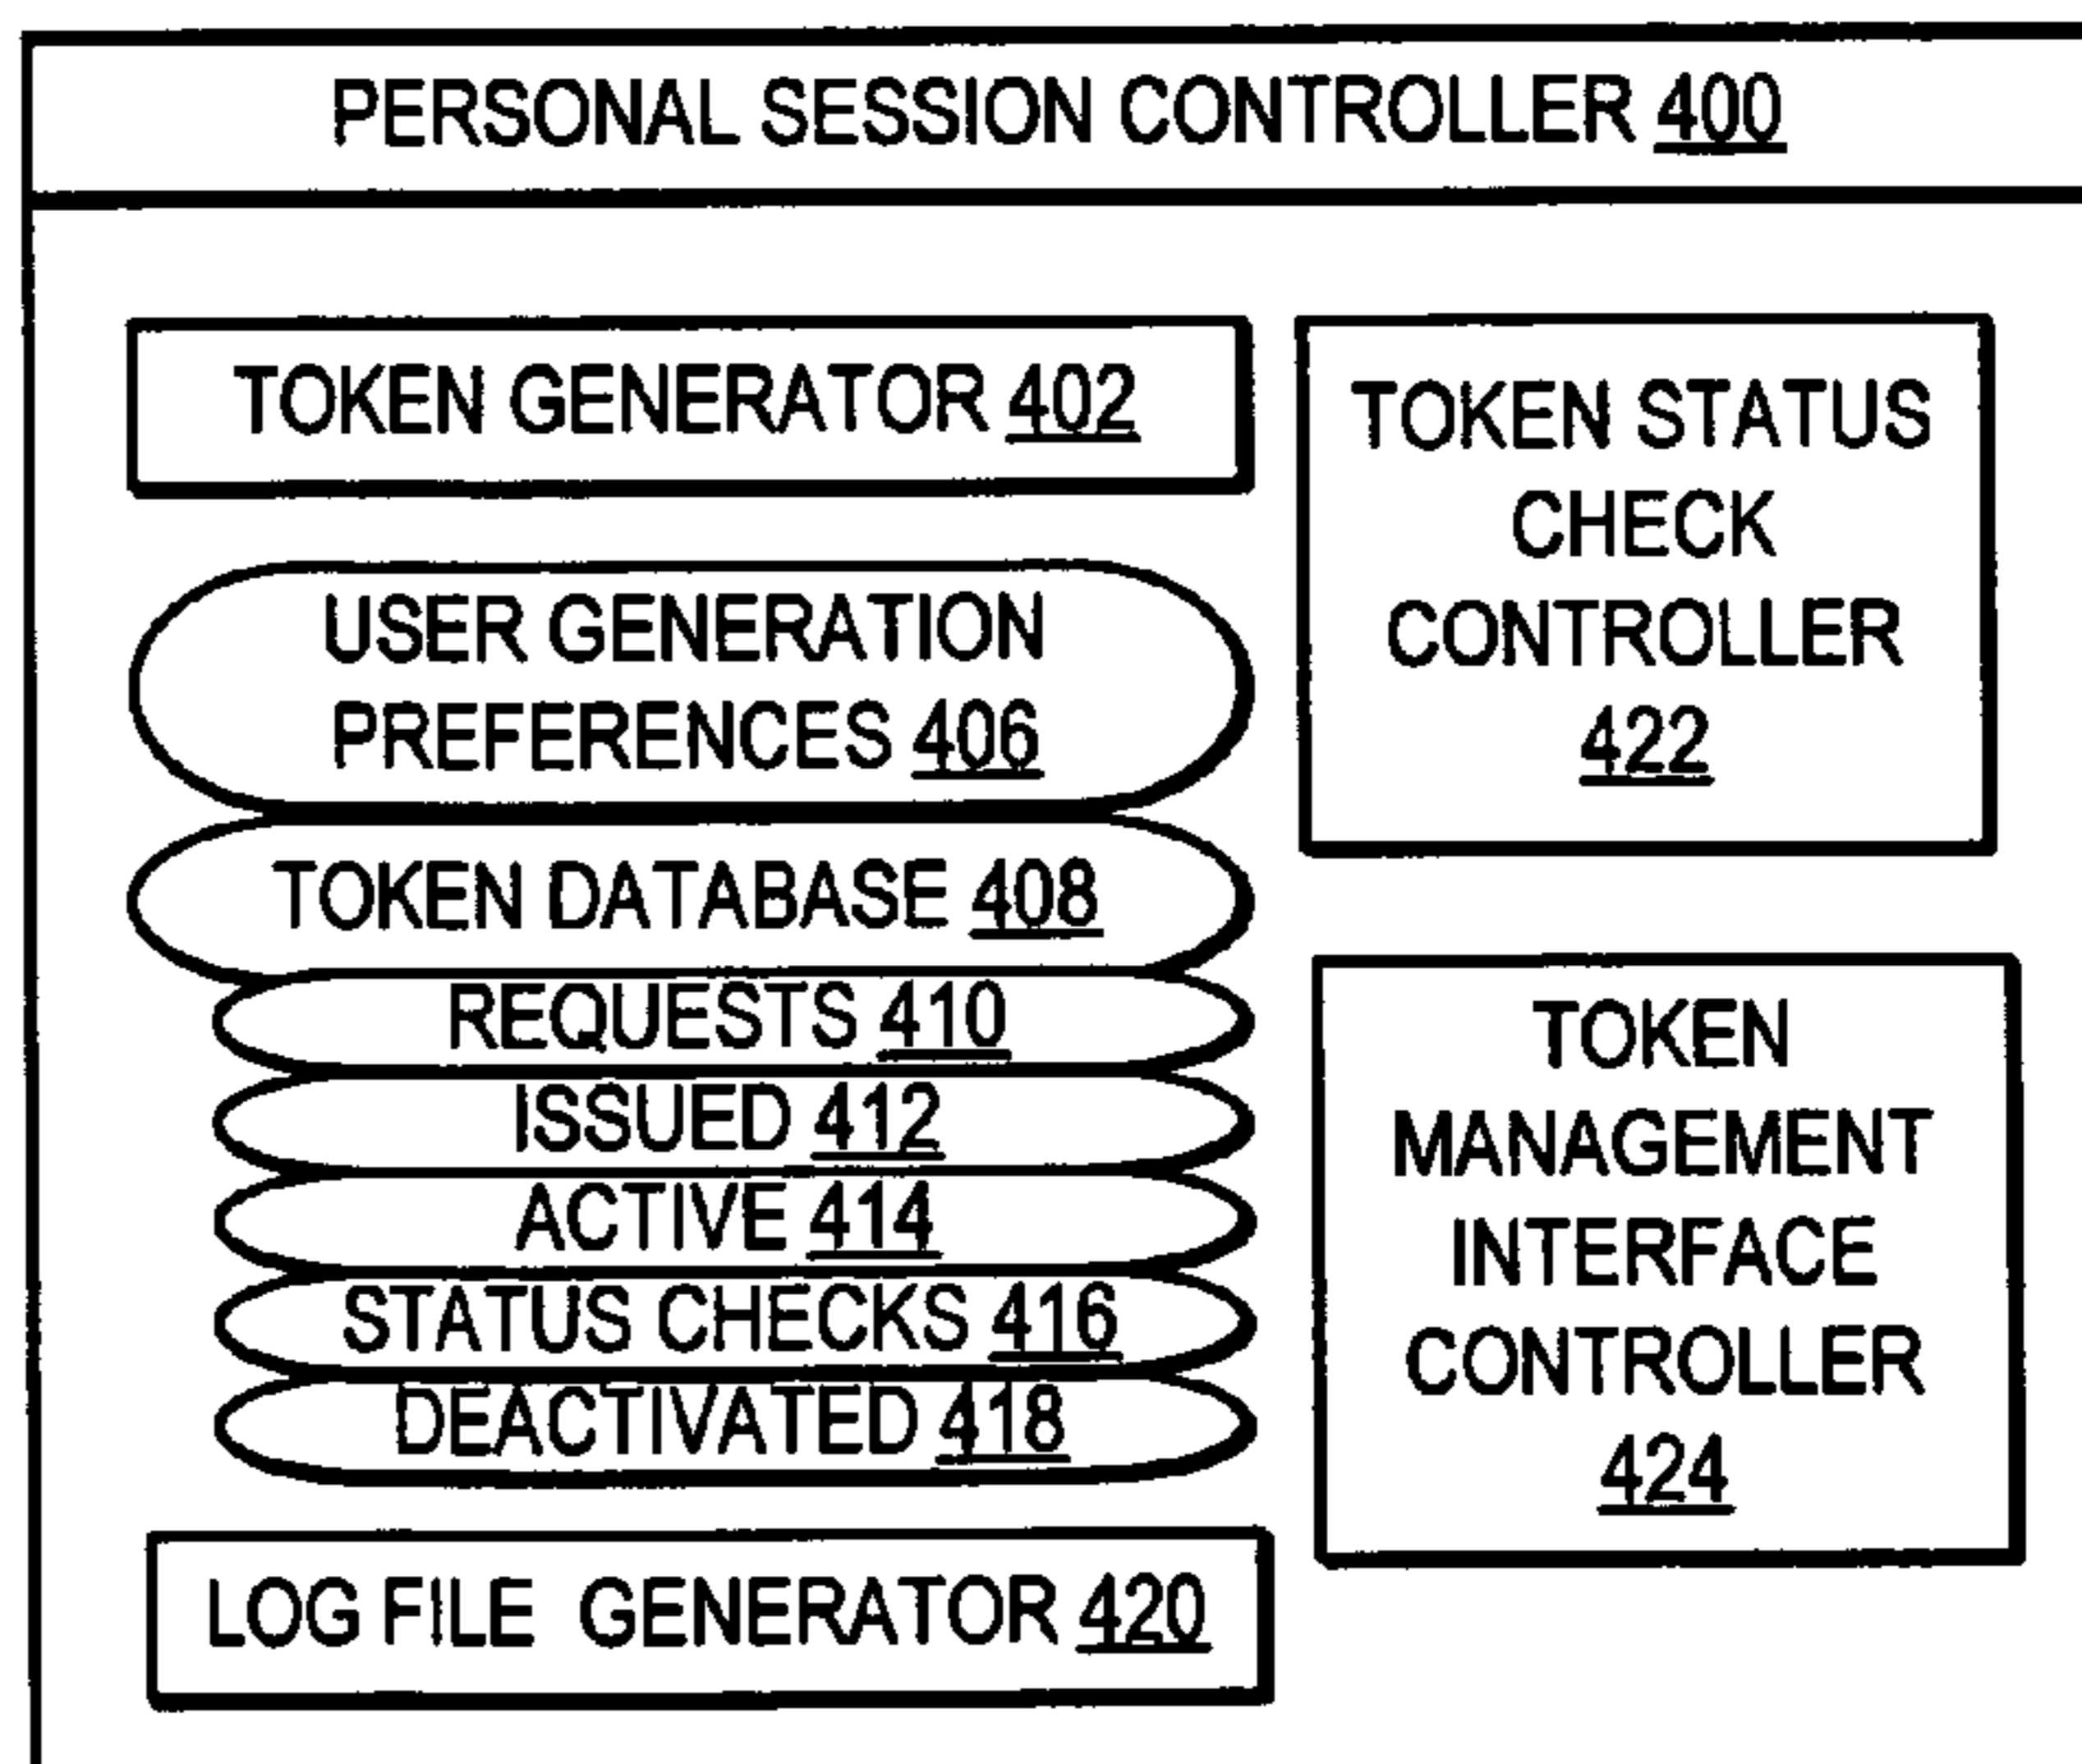 PERSONAL SESSION CONTROLLER 400
TOKEN GENERATOR 402
USER GENERATION
PREFERENCES 406
TOKEN DATABASE 408
REQUESTS 410
ISSUED 412
ACTIVE 414
STATUS CHECKS 416
DEACTIVATED 418
LOG FILE GENERATOR 420
TOKEN STATUS
CHECK
CONTROLLER
422
TOKEN
MANAGEMENT
INTERFACE
CONTROLLER
424